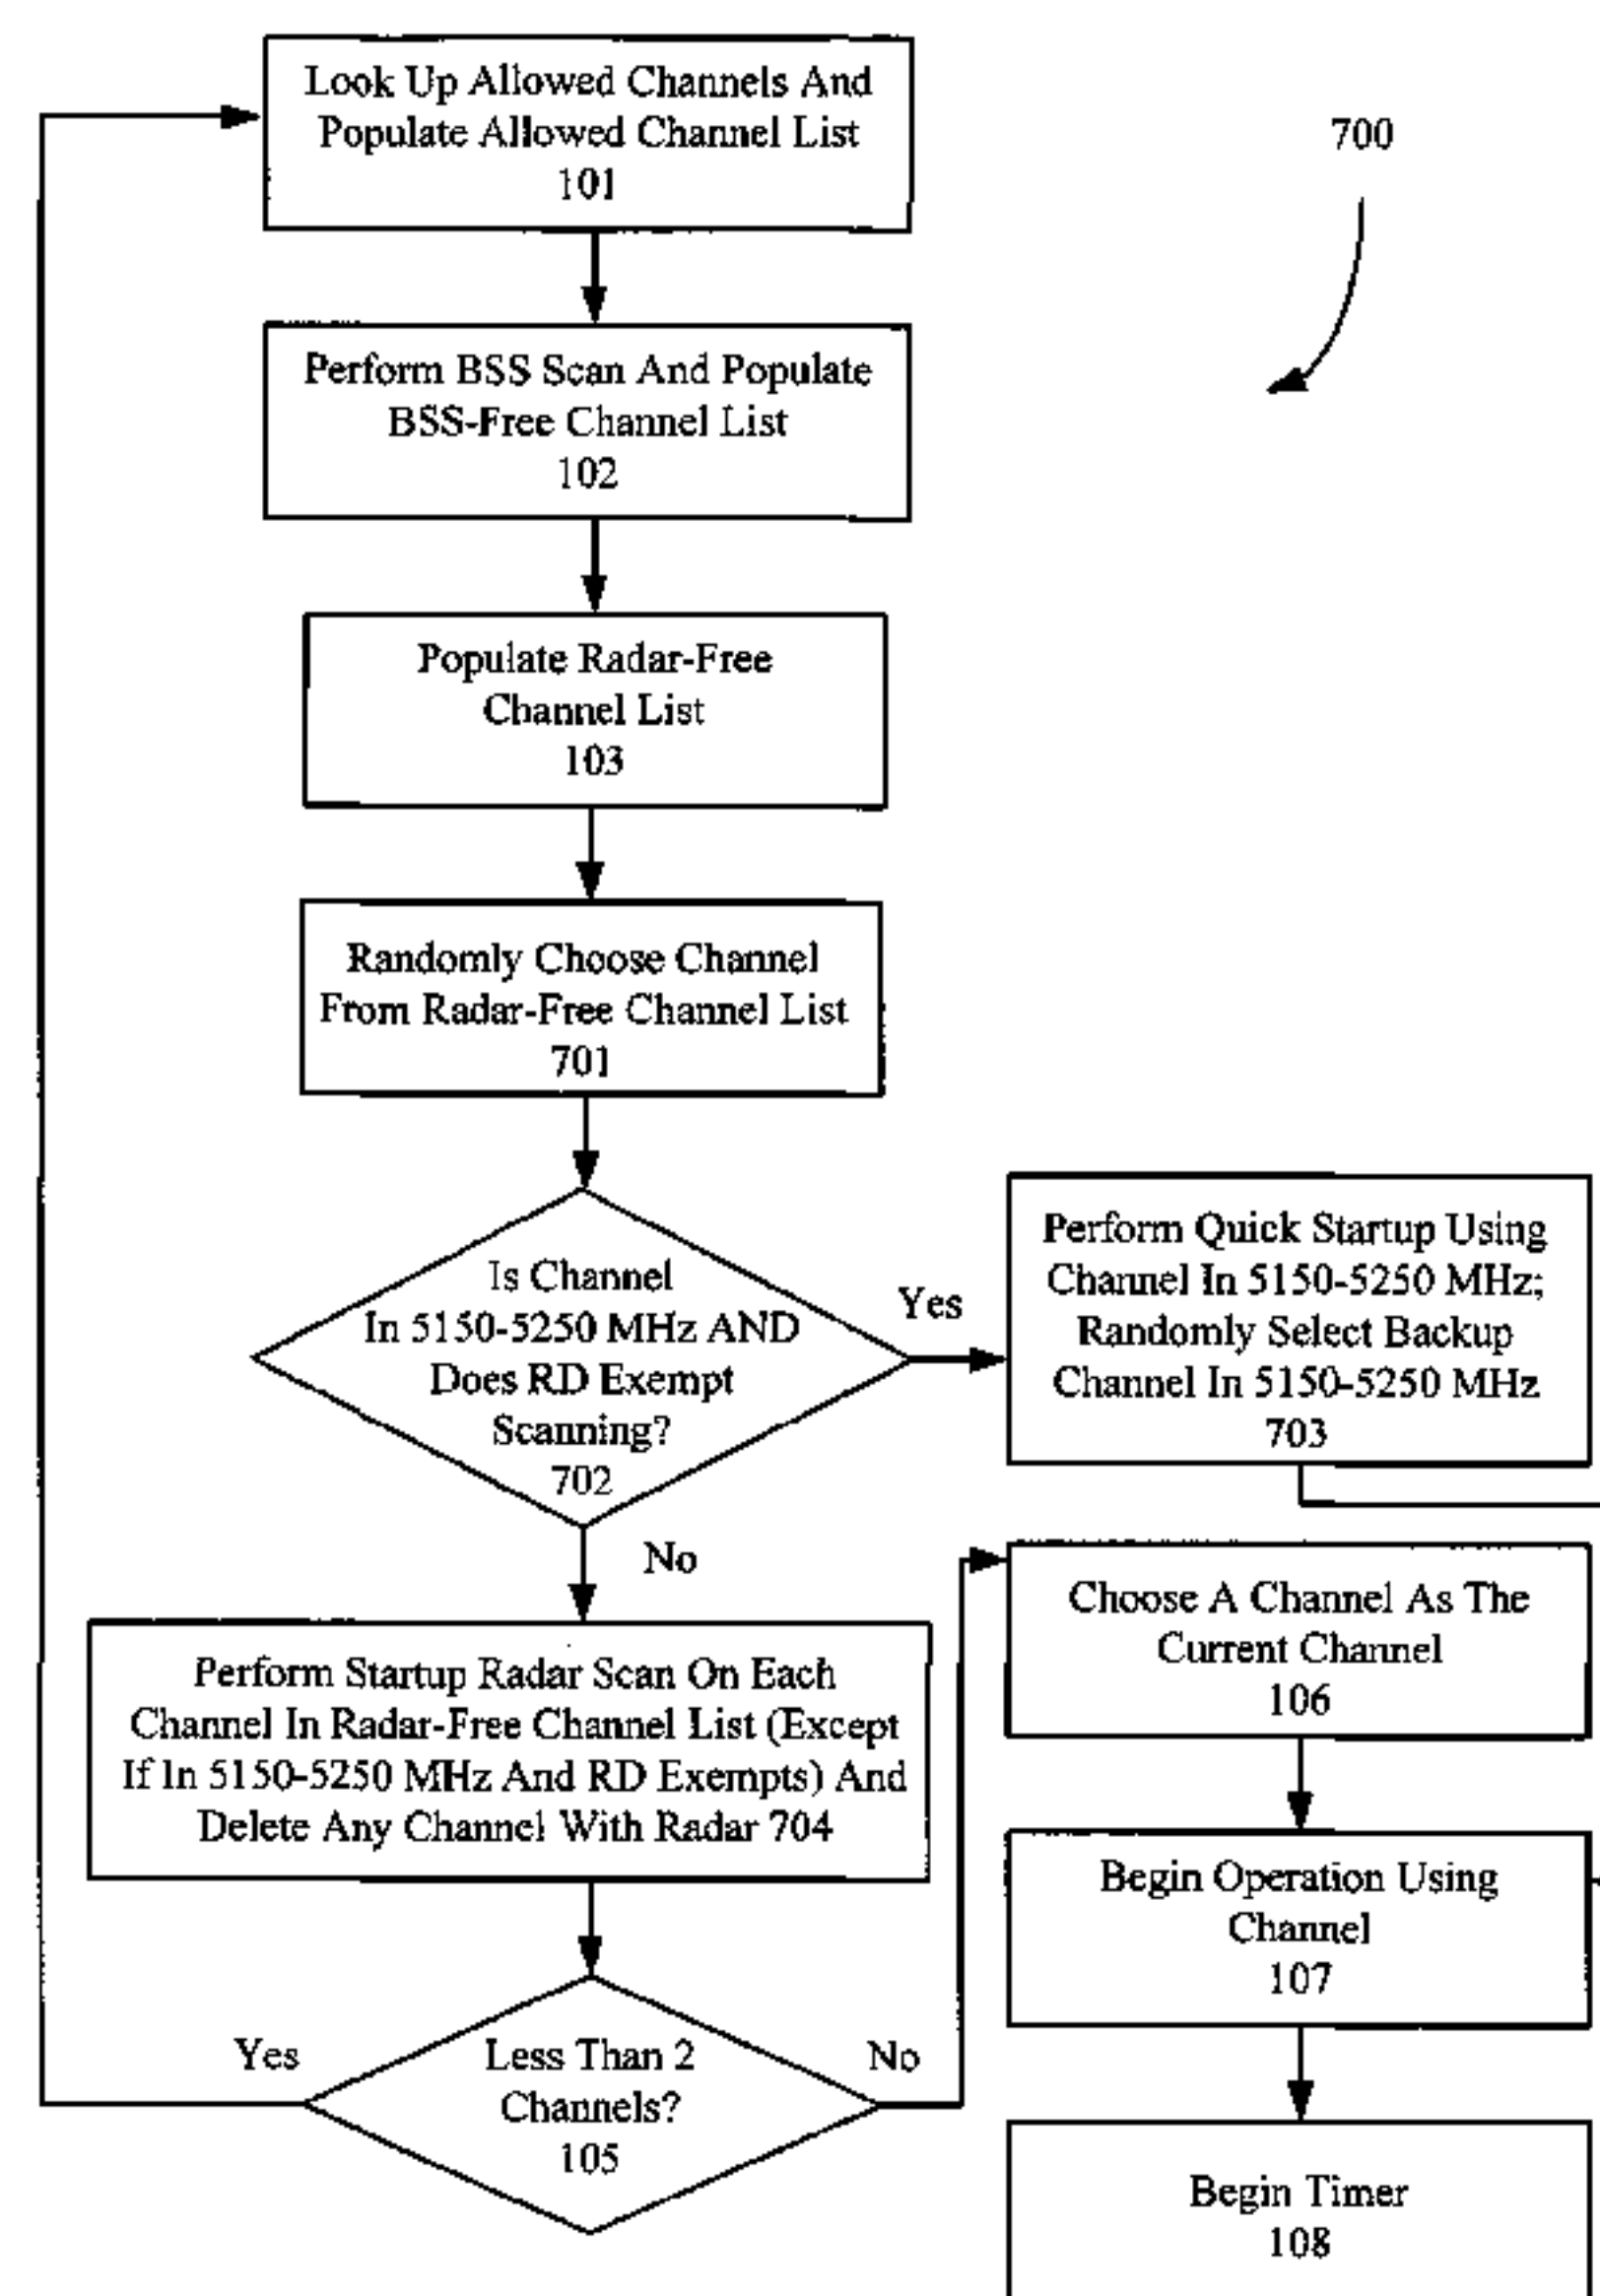 Look Up Allowed Channels And
Populate Allowed Channel List
101
700
Perform BSS Scan And Populate
BSS-Free Channel List
102
Populate Radar-Free
Channel List
103
Randomly Choose Channel
From Radar-Free Channel List
701
Is Channel
In 5150-5250 MHz AND
Does RD Exempt
Scanning?
702
Yes
Perform Quick Startup Using
Channel In 5150-5250 MHz;
Randomly Select Backup
Channel In 5150-5250 MHz
703
No
Perform Startup Radar Scan On Each
Channel In Radar-Free Channel List (Except
If In 5150-5250 MHz And RD Exempts) And
Delete Any Channel With Radar 704
Less Than 2
Channels?
105
Yes
No
Choose A Channel As The
Current Channel
106
Begin Operation Using
Channel
107
Begin Timer
108